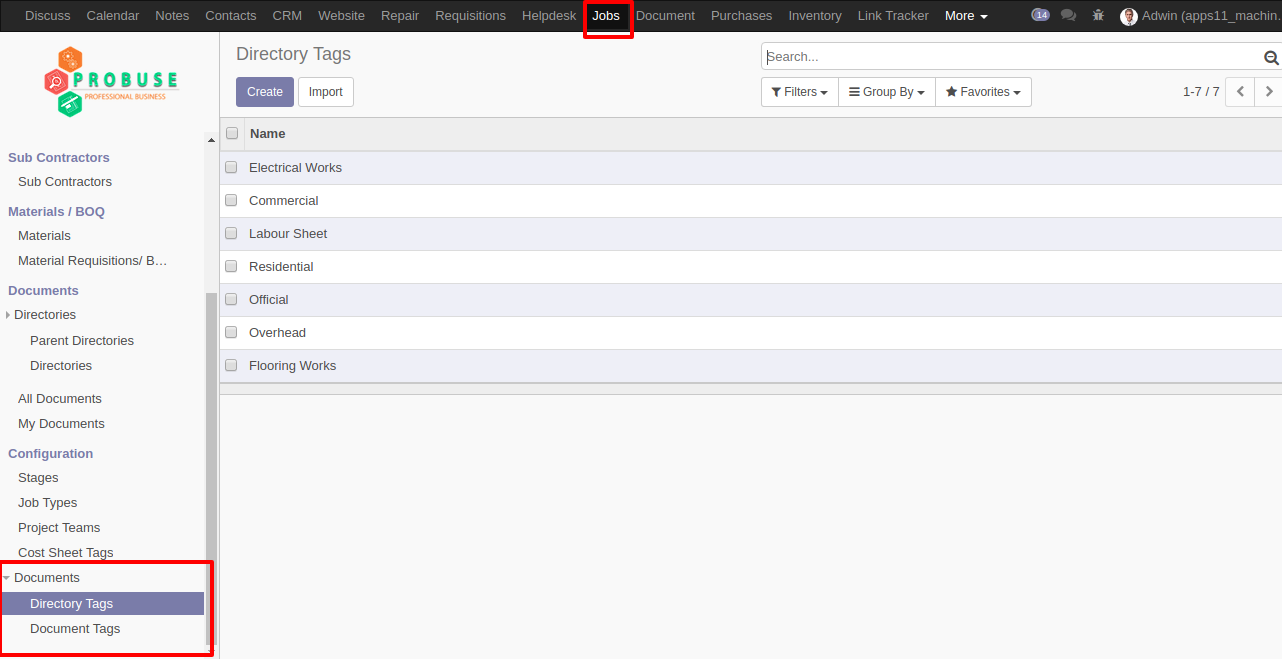 Discuss Calendar Notes Contacts CRM Website Repair Requisitions Helpdesk Jobs Document Purchases Inventory Link Tracker More 14 Adwin (apps11_machin.
PROBUSE
PROFESSIONAL BUSINESS
Sub Contractors
Sub Contractors
Materials / BOQ
Materials
Material Requisitions/ B…
Documents
Directories
Parent Directories
Directories
All Documents
My Documents
Configuration
Stages
Job Types
Project Teams
Cost Sheet Tags
Documents
Directory Tags
Document Tags
Directory Tags
Search...
Create Import
Filters Group By Favorites 1-7 / 7
Name
Electrical Works
Commercial
Labour Sheet
Residential
Official
Overhead
Flooring Works